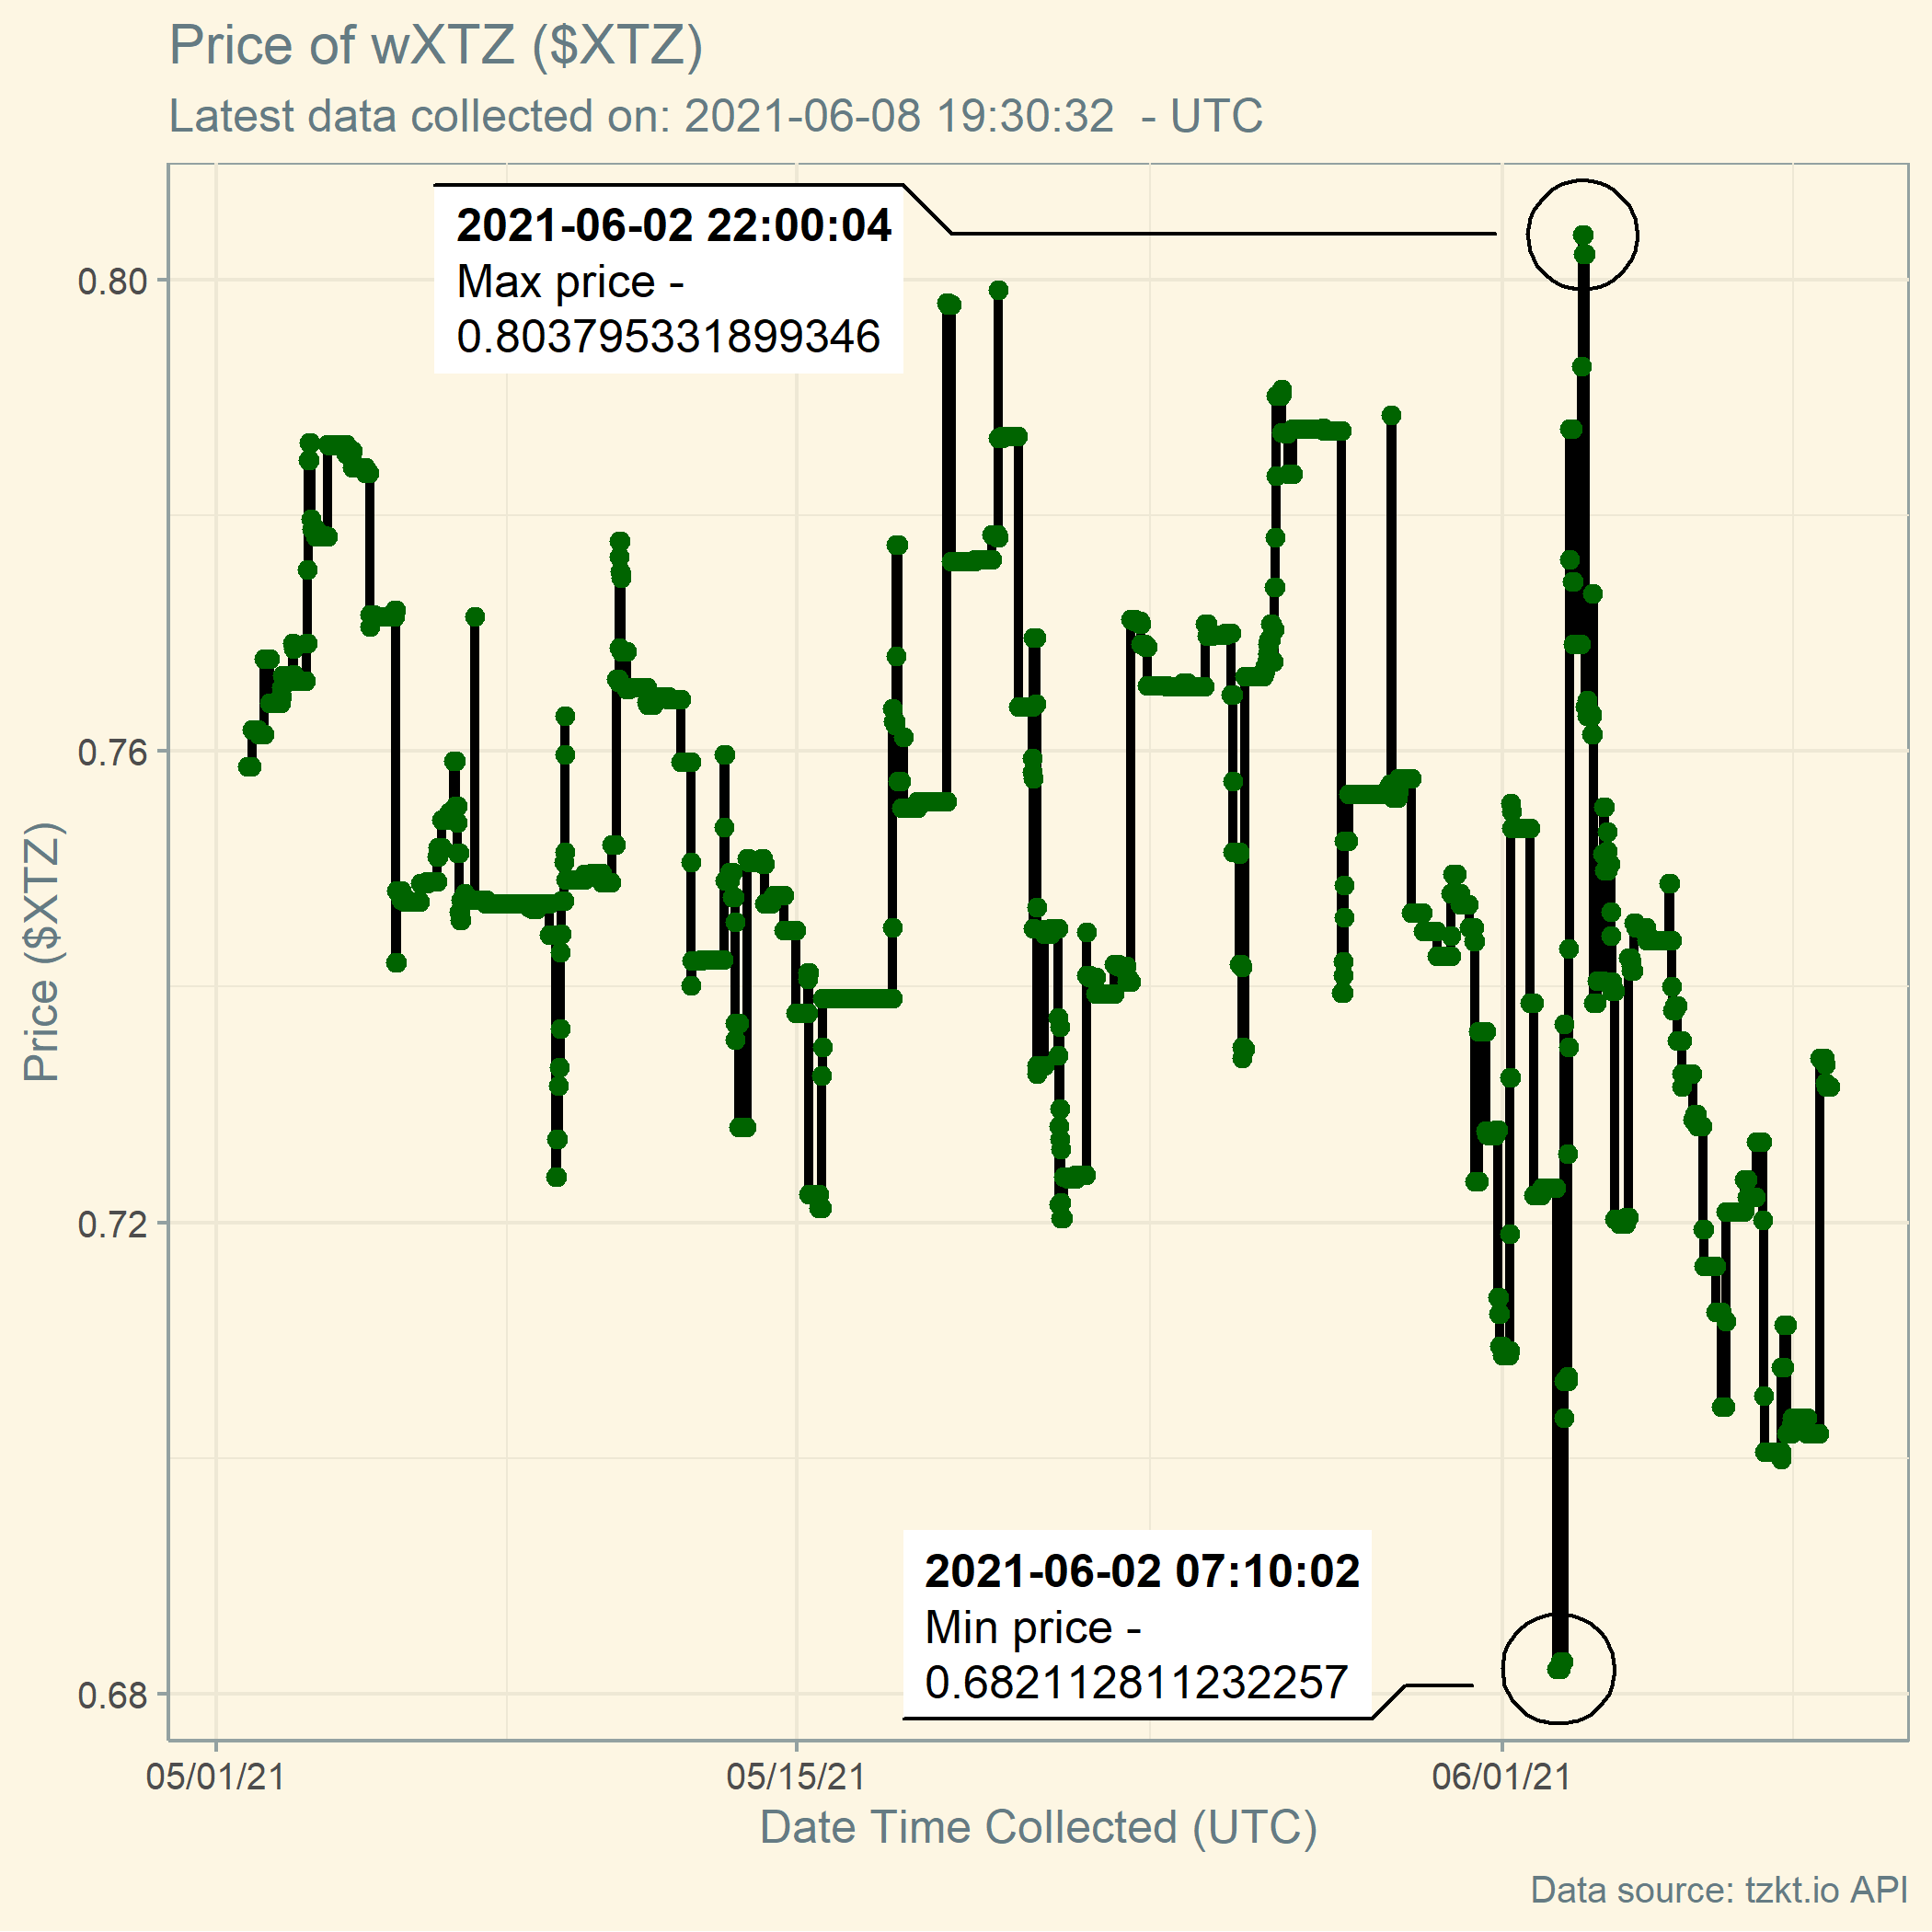 Price of wXTZ ($XTZ)
Latest data collected on: 2021-06-08 19:30:32  - UTC
2021-06-02 22:00:04
Max price -
0.803795331899346
0.80
0.76
0.72
0.68
Price ($XTZ)
2021-06-02 07:10:02
Min price -
0.682112811232257
05/01/21
05/15/21
06/01/21
Date Time Collected (UTC)
Data source: tzkt.io API